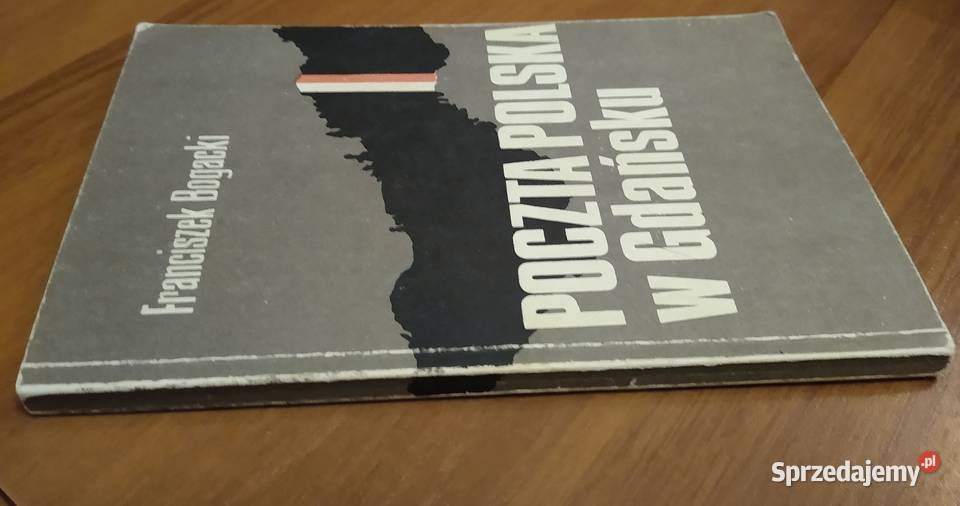 Franciszek Bogacki
POCZTA POLSKA
w Gdańsku
Sprzedajemy.pl